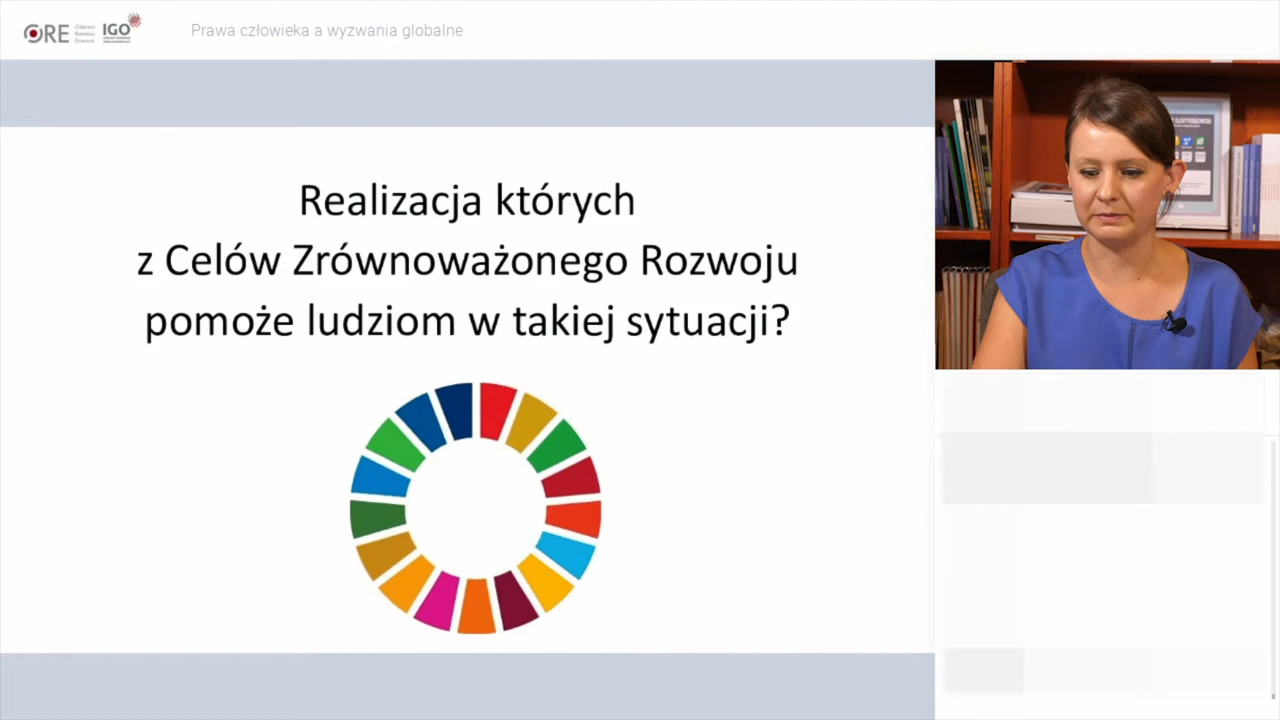 ORE
IGO
Prawa człowieka a wyzwania globalne
Realizacja których
z Celów Zrównoważonego Rozwoju
pomoże ludziom w takiej sytuacji?